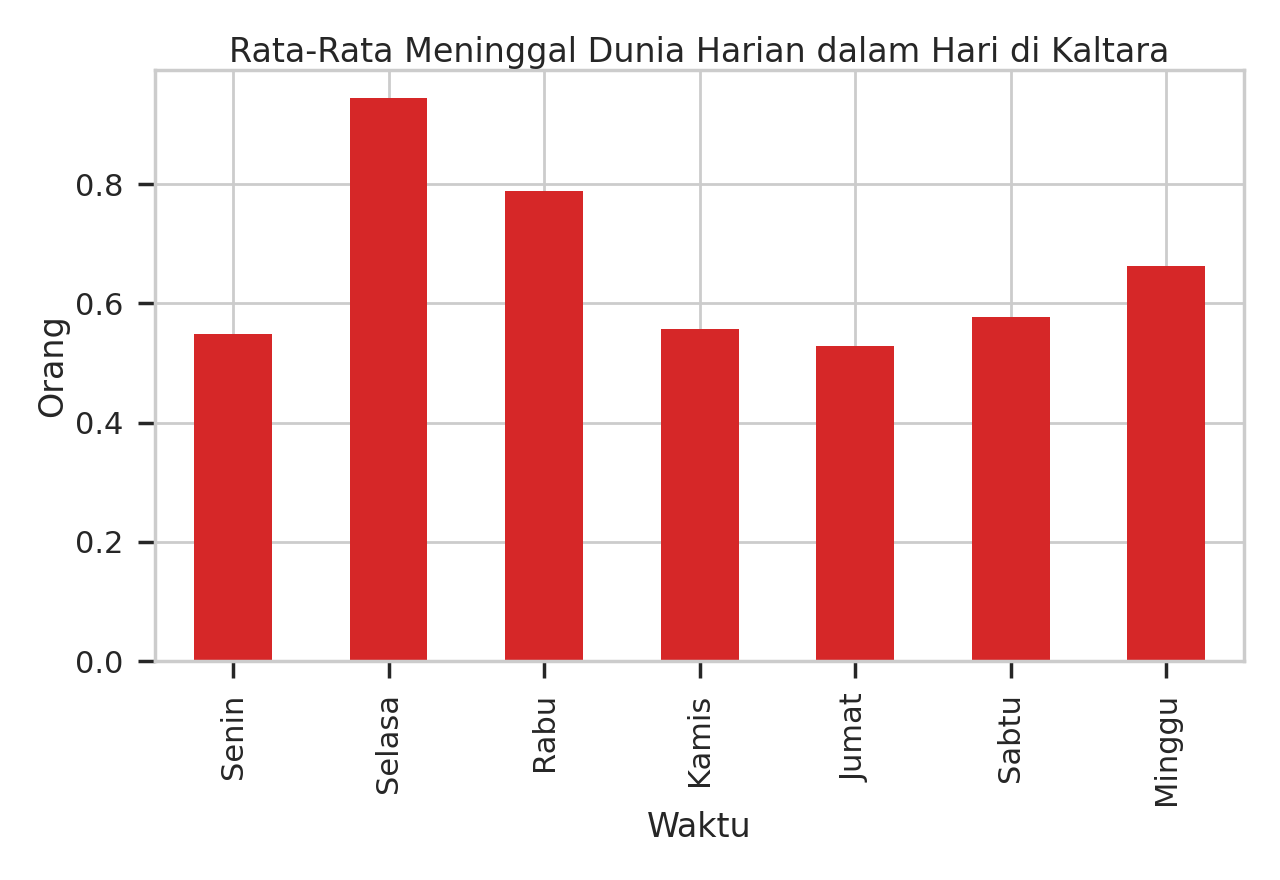 Rata-Rata Meninggal Dunia Harian dalam Hari di Kaltara
Orang
0.8
0.6
0.4
0.2
0.0
Senin
Selasa
Rabu
Kamis
Jumat
Sabtu
Minggu
Waktu